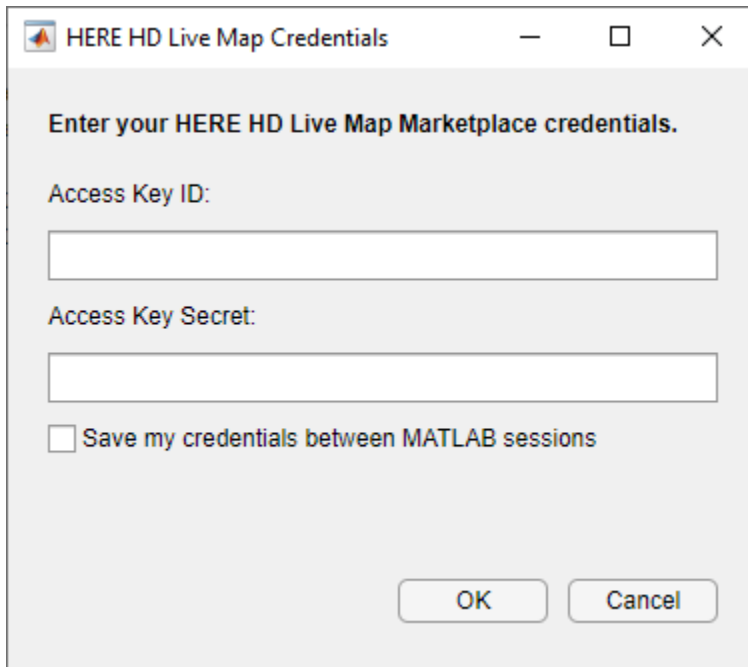 HERE HD Live Map Credentials
Enter your HERE HD Live Map Marketplace credentials.
Access Key ID:
Access Key Secret:
Save my credentials between MATLAB sessions
OK Cancel